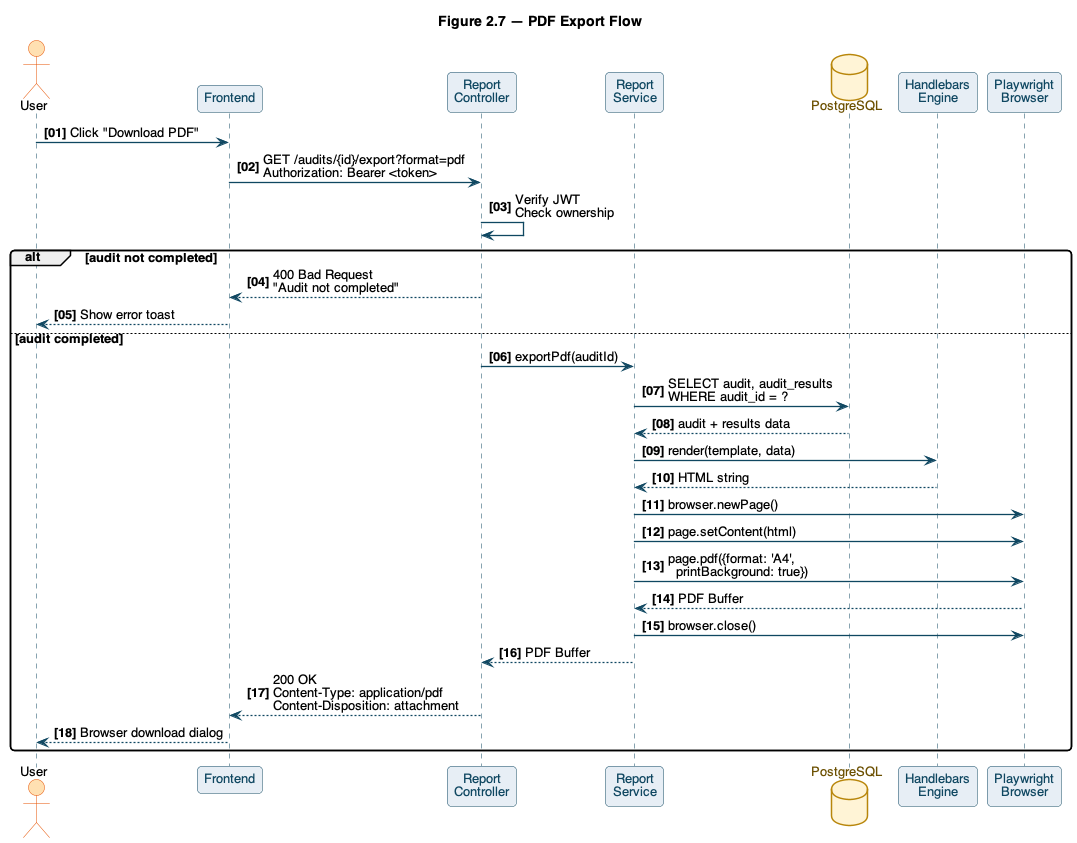 Figure 2.7 — PDF Export Flow
User
Frontend
Report
Controller
Report
Service
PostgreSQL
Handlebars
Engine
Playwright
Browser
[01] Click "Download PDF"
[02] GET /audits/{id}/export?format=pdf
Authorization: Bearer <token>
[03] Verify JWT
Check ownership
alt [audit not completed]
[04] 400 Bad Request
"Audit not completed"
[05] Show error toast
[audit completed]
[06] exportPdf(auditId)
[07] SELECT audit, audit_results
WHERE audit_id = ?
[08] audit + results data
[09] render(template, data)
[10] HTML string
[11] browser.newPage()
[12] page.setContent(html)
[13] page.pdf({format: 'A4',
printBackground: true})
[14] PDF Buffer
[15] browser.close()
[16] PDF Buffer
200 OK
[17] Content-Type: application/pdf
Content-Disposition: attachment
[18] Browser download dialog
User
Frontend
Report
Controller
Report
Service
PostgreSQL
Handlebars
Engine
Playwright
Browser